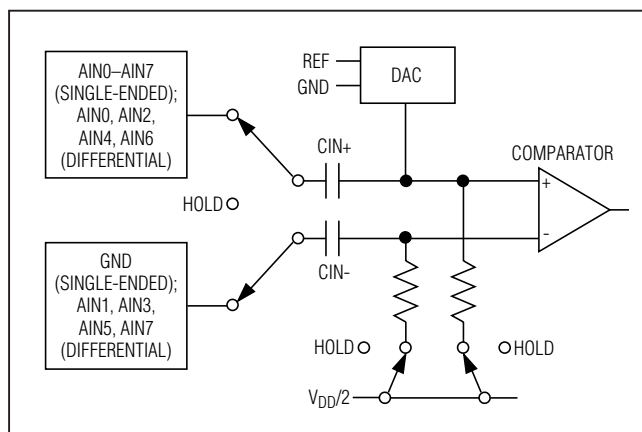 AIN0–AIN7
(SINGLE-ENDED);
AIN0, AIN2,
AIN4, AIN6
(DIFFERENTIAL)
REF
GND
DAC
CIN+
COMPARATOR
+
-
HOLD
GND
(SINGLE-ENDED);
AIN1, AIN3,
AIN5, AIN7
(DIFFERENTIAL)
CIN-
HOLD
HOLD
VDD/2